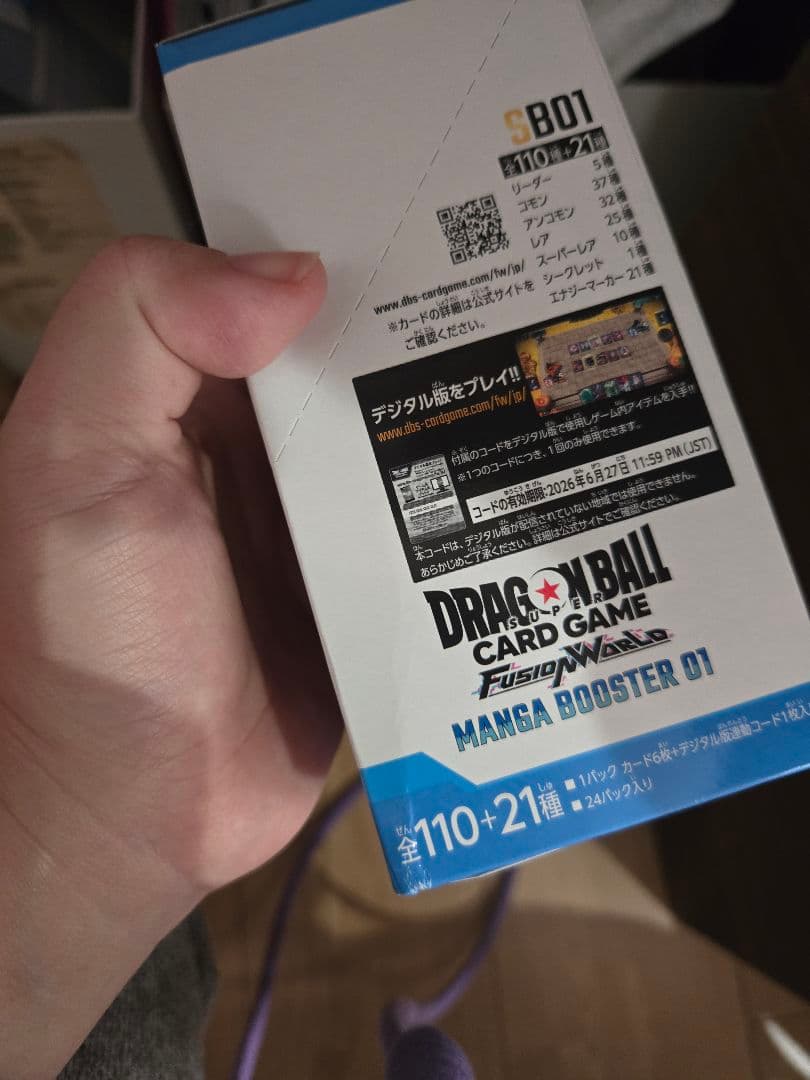 SB01
全110種+21種
リーダー 5種
コモン 37種
アンコモン 32種
レア 25種
スーパーレア 10種
シークレット 1種
エナジーマーカー 21種
www.dbs-cardgame.com/fw/jp/
※カードの詳細は公式サイトを
ご確認ください。
デジタル版をプレイ!!
www.dbs-cardgame.com/fw/jp/
付属のコードをデジタル版で使用しゲーム内アイテムを入手!!
※1つのコードにつき、1回のみ使用できます。
コードの有効期限:2026年6月27日 11:59 PM (JST)
本コードは、デジタル版が配信されていない地域では使用できません。
あらかじめご了承ください。詳細は公式サイトでご確認ください。
DRAGON BALL
SUPER
CARD GAME
FUSION WORLD
MANGA BOOSTER 01
全110+21種
■1パック カード6枚+デジタル版連動コード1枚入
■24パック入り